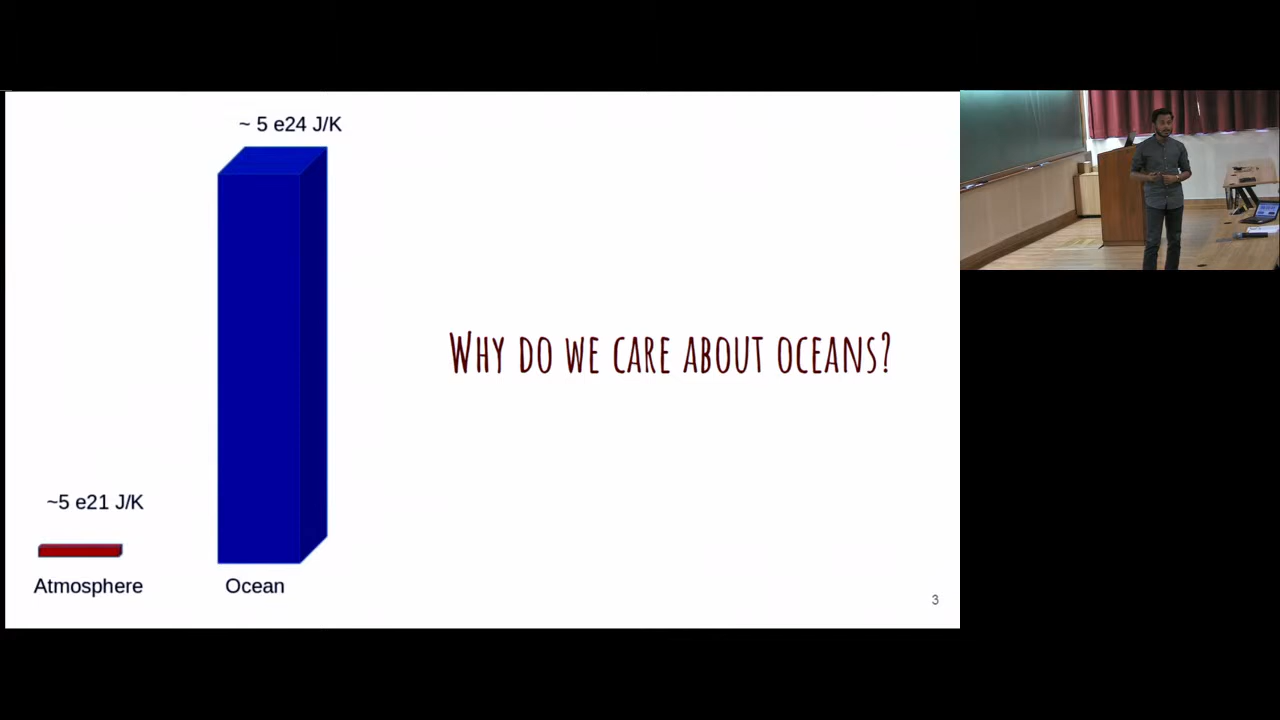 ~ 5 e24 J/K
WHY DO WE CARE ABOUT OCEANS?
~5 e21 J/K
Atmosphere
Ocean
3